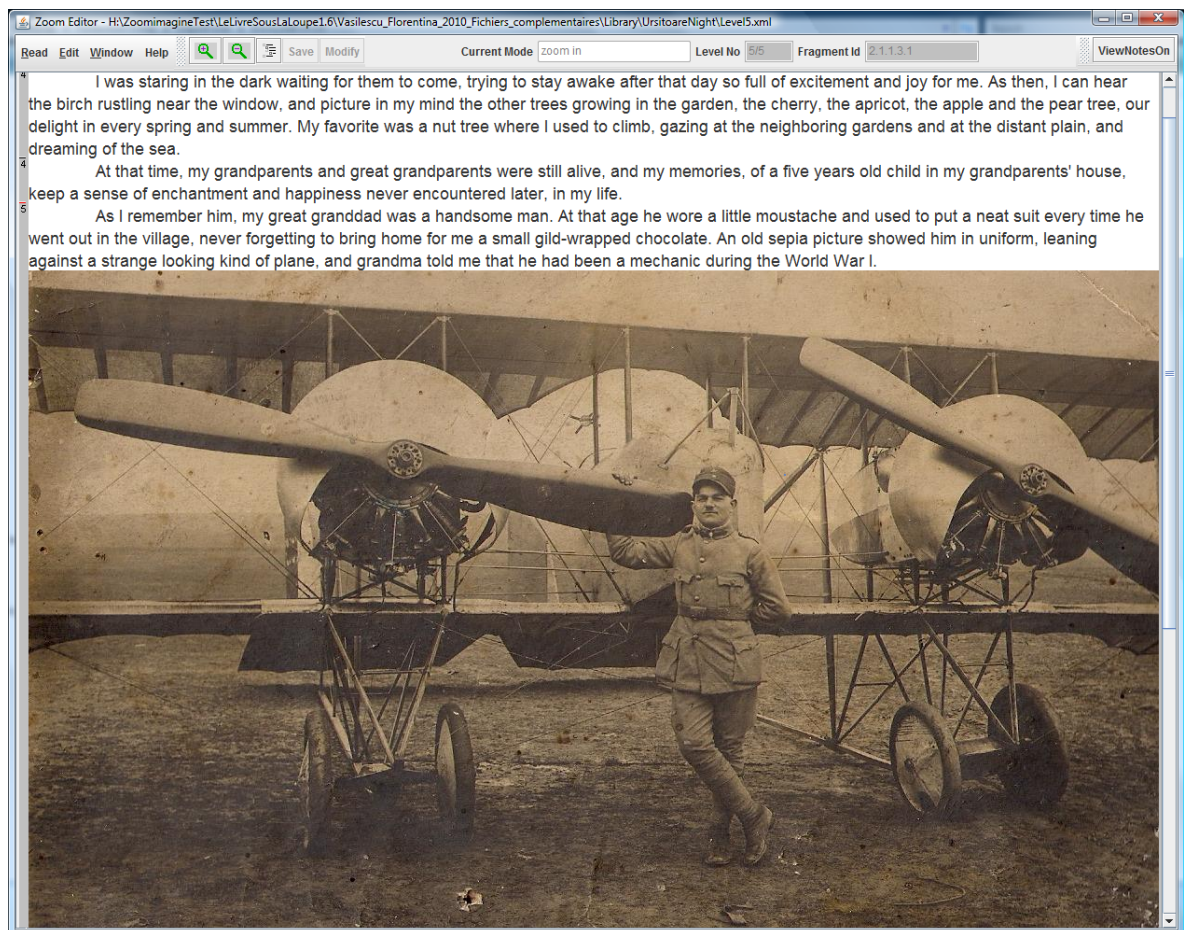 Zoom Editor - H:\ZoomimagineTest\LeLivreSousLaLoupe1.6\Vasilescu_Florentina_2010_Fichiers_complementaires\Library\UrsitoareNight\Level5.xml
Read Edit Window Help Save Modify Current Mode zoom in Level No 5/5 Fragment Id 2.1.1.3.1 ViewNotesOn
4 I was staring in the dark waiting for them to come, trying to stay awake after that day so full of excitement and joy for me. As then, I can hear
the birch rustling near the window, and picture in my mind the other trees growing in the garden, the cherry, the apricot, the apple and the pear tree, our
delight in every spring and summer. My favorite was a nut tree where I used to climb, gazing at the neighboring gardens and at the distant plain, and
dreaming of the sea.
4 At that time, my grandparents and great grandparents were still alive, and my memories, of a five years old child in my grandparents' house,
keep a sense of enchantment and happiness never encountered later, in my life.
5 As I remember him, my great granddad was a handsome man. At that age he wore a little moustache and used to put a neat suit every time he
went out in the village, never forgetting to bring home for me a small gild-wrapped chocolate. An old sepia picture showed him in uniform, leaning
against a strange looking kind of plane, and grandma told me that he had been a mechanic during the World War I.